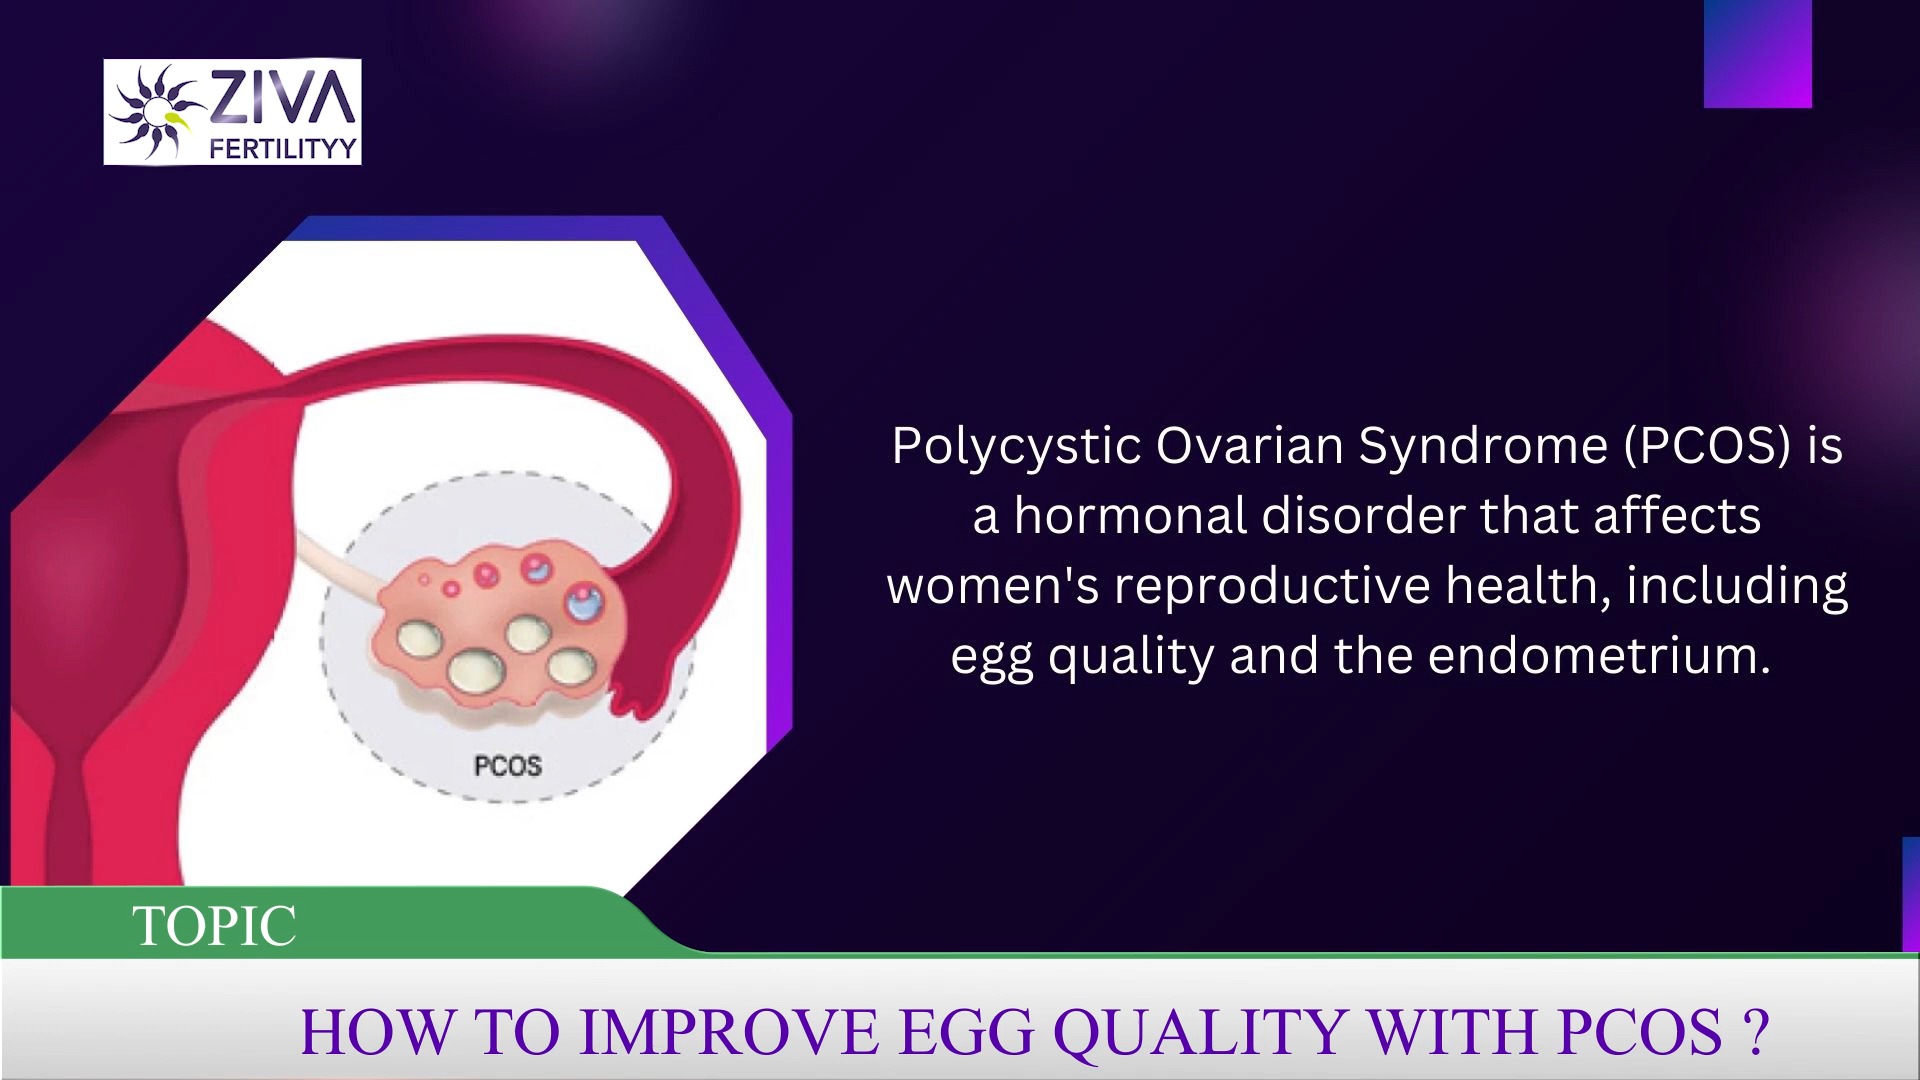 ZIVA
FERTILITYY
Polycystic Ovarian Syndrome (PCOS) is
a hormonal disorder that affects
women's reproductive health, including
egg quality and the endometrium.
PCOS
TOPIC
HOW TO IMPROVE EGG QUALITY WITH PCOS ?